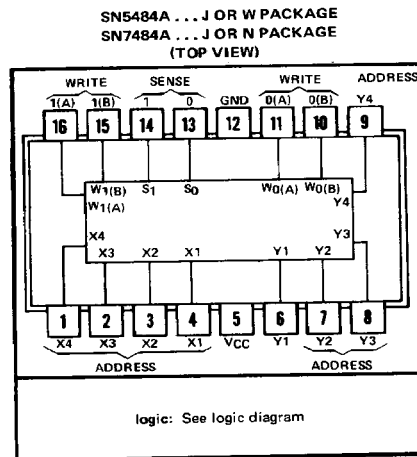 SN5484A ... J OR W PACKAGE
SN7484A ... J OR N PACKAGE
(TOP VIEW)
WRITE SENSE WRITE ADDRESS
1(A) 1(B) 1 0 GND 0(A) 0(B) Y4
16 15 14 13 12 11 10 9
W1(B) S1 S0 W0(A) W0(B)
W1(A) Y4
X4 Y3
X3 X2 X1 Y1 Y2
1 2 3 4 5 6 7 8
X4 X3 X2 X1 VCC Y1 Y2 Y3
ADDRESS ADDRESS
logic: See logic diagram